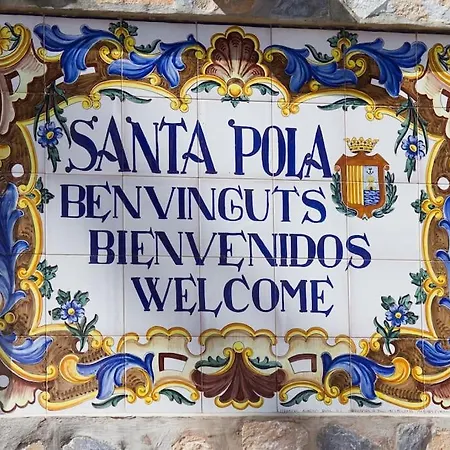 SANTA POLA
BENVINGUTS
BIENVENIDOS
WELCOME